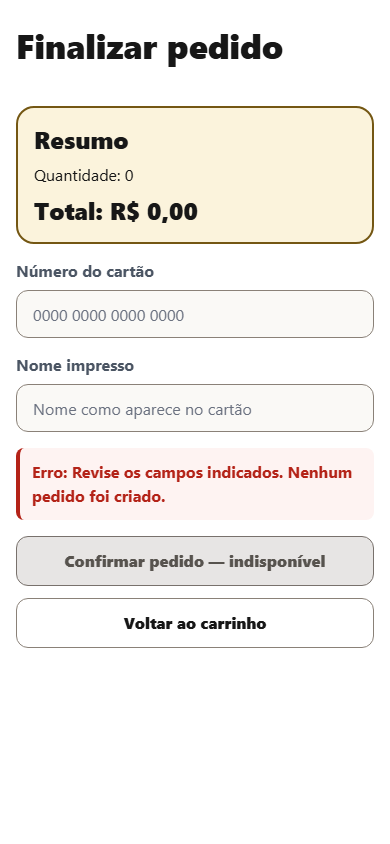 Finalizar pedido
Resumo
Quantidade: 0
Total: R$ 0,00
Número do cartão
0000 0000 0000 0000
Nome impresso
Nome como aparece no cartão
Erro: Revise os campos indicados. Nenhum
pedido foi criado.
Confirmar pedido — indisponível
Voltar ao carrinho